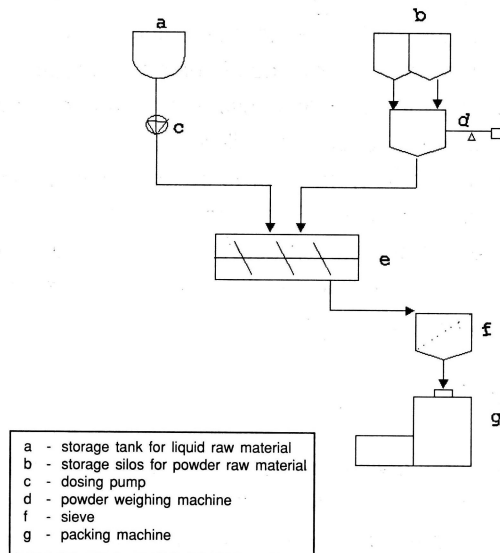 a
b
c
d
e
f
g
a - storage tank for liquid raw material
b - storage silos for powder raw material
c - dosing pump
d - powder weighing machine
f - sieve
g - packing machine